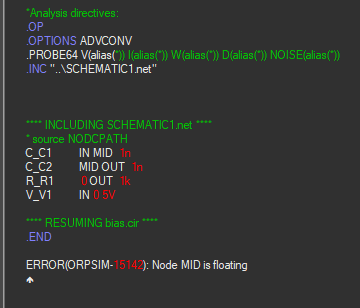 *Analysis directives:
.OP
.OPTIONS ADVCONV
.PROBE64 V(alias(*)) I(alias(*)) W(alias(*)) D(alias(*)) NOISE(alias(*))
.INC "..\SCHEMATIC1.net"
**** INCLUDING SCHEMATIC1.net ****
* source NODCPATH
C_C1 IN MID 1n
C_C2 MID OUT 1n
R_R1 0 OUT 1k
V_V1 IN 0 5V
**** RESUMING bias.cir ****
.END
ERROR(ORPSIM-15142): Node MID is floating